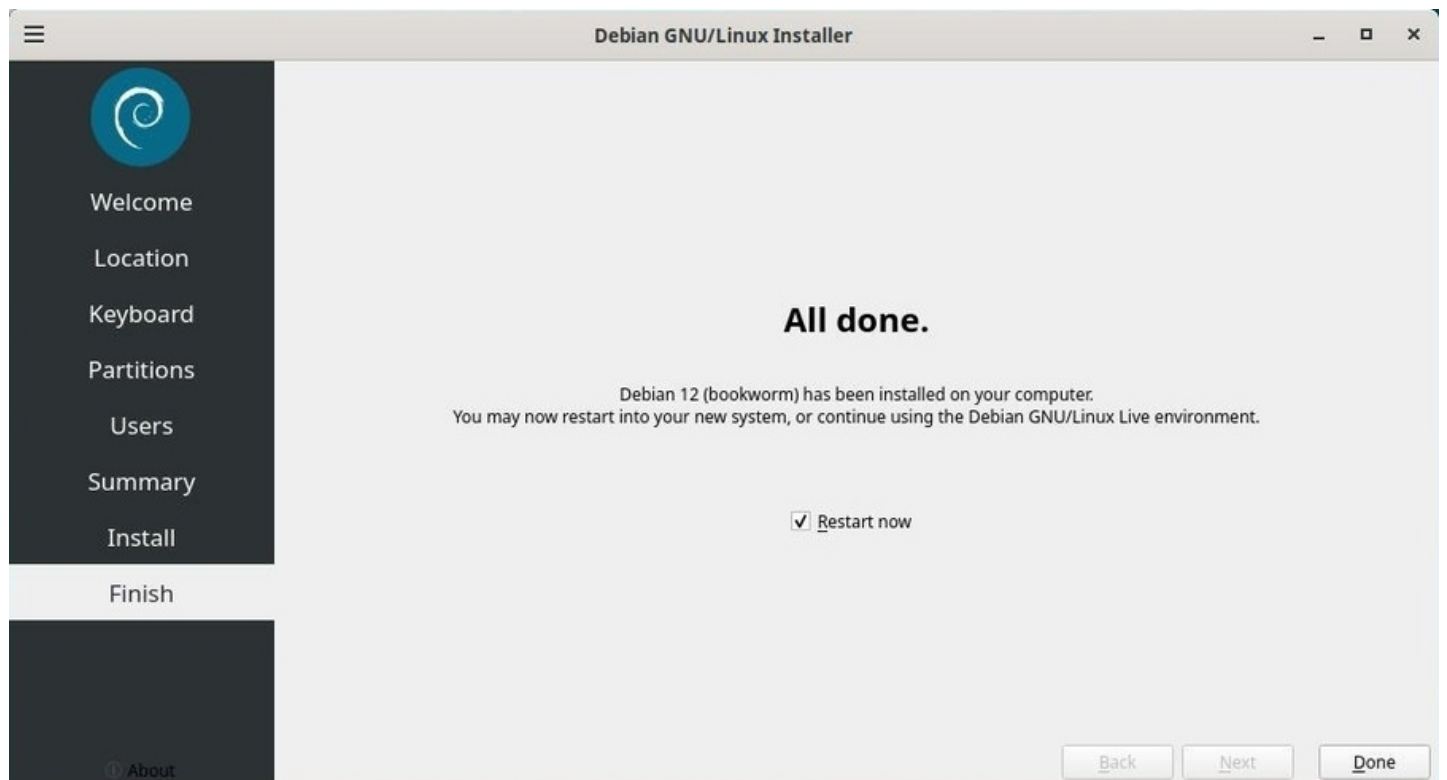 Debian GNU/Linux Installer
Welcome
Location
Keyboard
Partitions
Users
Summary
Install
Finish
About
All done.
Debian 12 (bookworm) has been installed on your computer.
You may now restart into your new system, or continue using the Debian GNU/Linux Live environment.
Restart now
Back
Next
Done